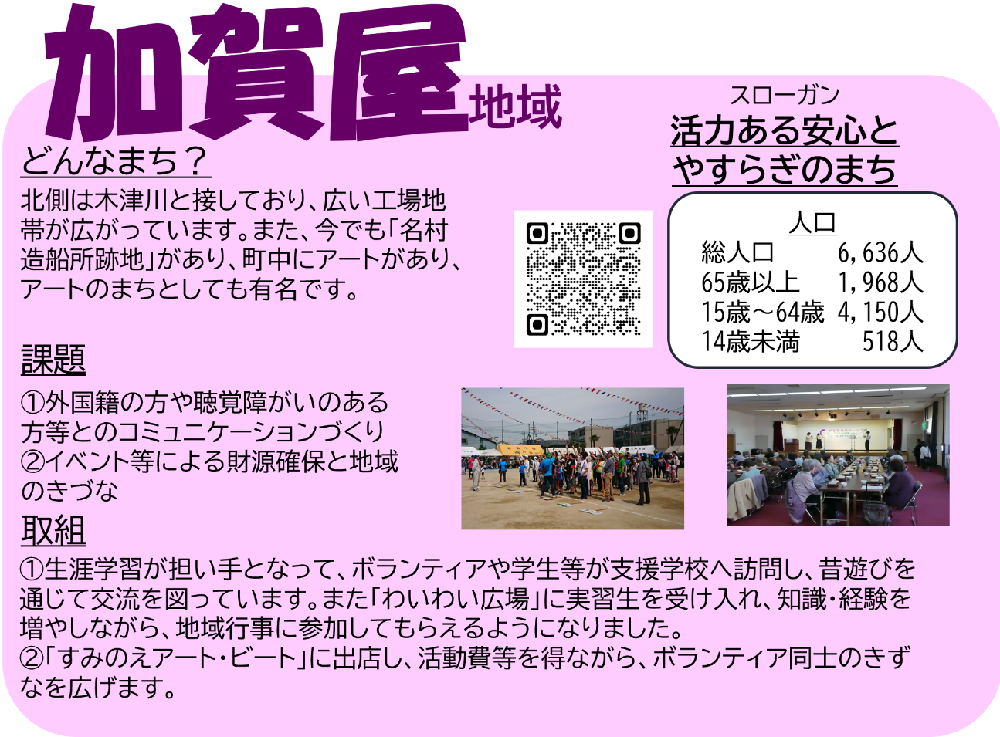 加賀屋地域
どんなまち？
北側は木津川と接しており、広い工場地
帯が広がっています。また、今でも「名村
造船所跡地」があり、町中にアートがあり、
アートのまちとしても有名です。
スローガン
活力ある安心と
やすらぎのまち
人口
総人口 6,636人
65歳以上 1,968人
15歳～64歳 4,150人
14歳未満 518人
課題
①外国籍の方や聴覚障がいのある
方等とのコミュニケーションづくり
②イベント等による財源確保と地域
のきづな
取組
①生涯学習が担い手となって、ボランティアや学生等が支援学校へ訪問し、昔遊びを
通じて交流を図っています。また「わいわい広場」に実習生を受け入れ、知識・経験を
増やしながら、地域行事に参加してもらえるようになりました。
②「すみのえアート・ビート」に出店し、活動費等を得ながら、ボランティア同士のきず
なを広げます。